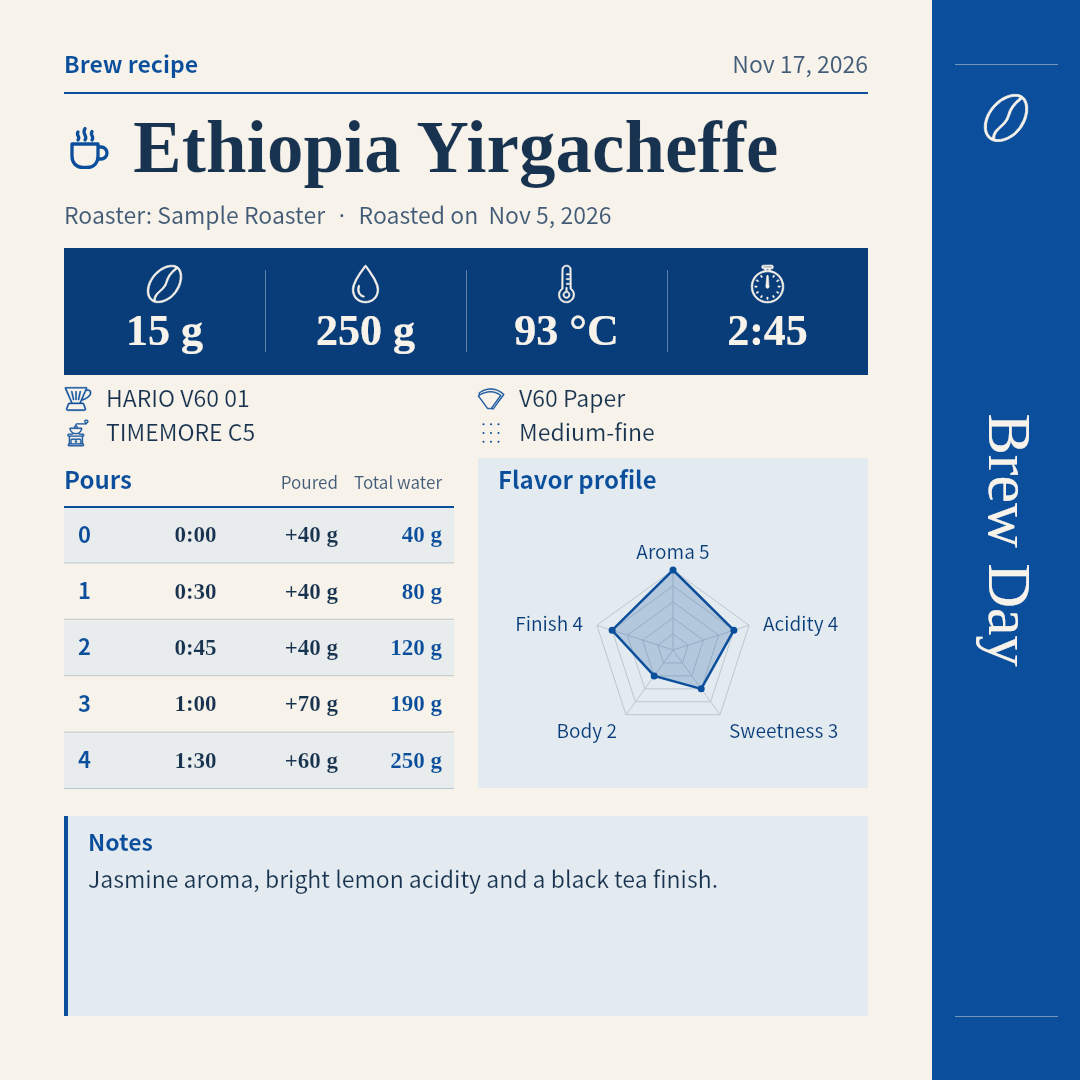 Brew recipe
Nov 17, 2026
Ethiopia Yirgacheffe
Roaster: Sample Roaster · Roasted on Nov 5, 2026
15 g
250 g
93 °C
2:45
HARIO V60 01
V60 Paper
TIMEMORE C5
Medium-fine
Pours Poured Total water
0 0:00 +40 g 40 g
1 0:30 +40 g 80 g
2 0:45 +40 g 120 g
3 1:00 +70 g 190 g
4 1:30 +60 g 250 g
Flavor profile
Aroma 5
Finish 4
Acidity 4
Body 2
Sweetness 3
Notes
Jasmine aroma, bright lemon acidity and a black tea finish.
Brew Day